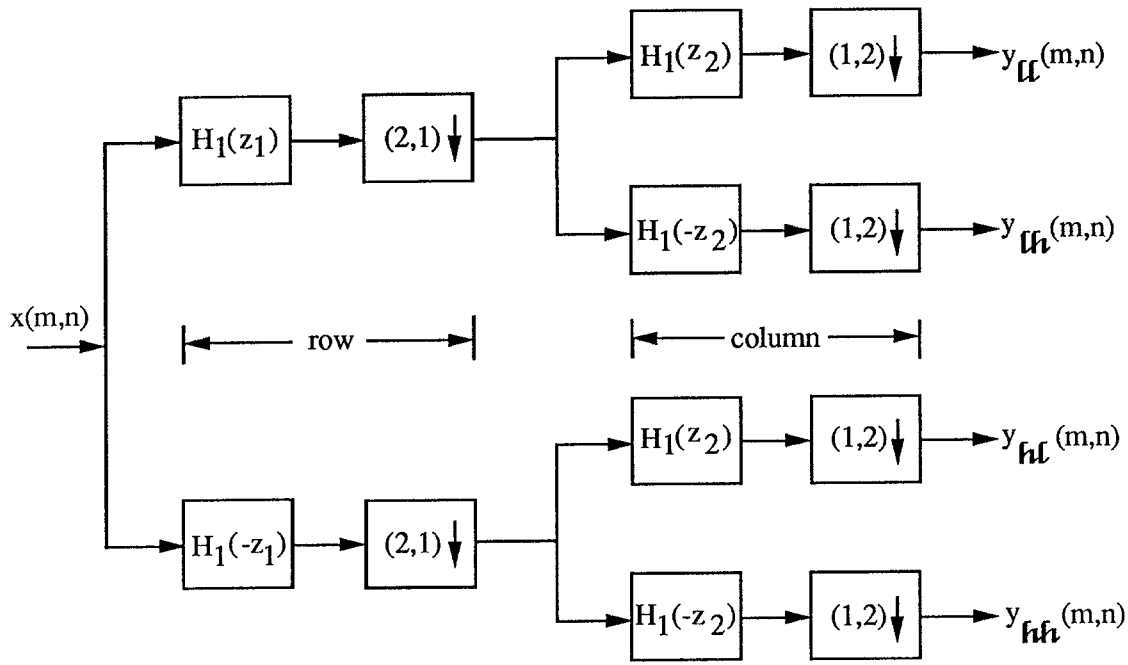 H1(z2) (1,2) yℓℓ(m,n)
H1(z1) (2,1)
H1(-z2) (1,2) yℓh(m,n)
x(m,n)
row column
H1(z2) (1,2) yhℓ(m,n)
H1(-z1) (2,1)
H1(-z2) (1,2) yhh(m,n)